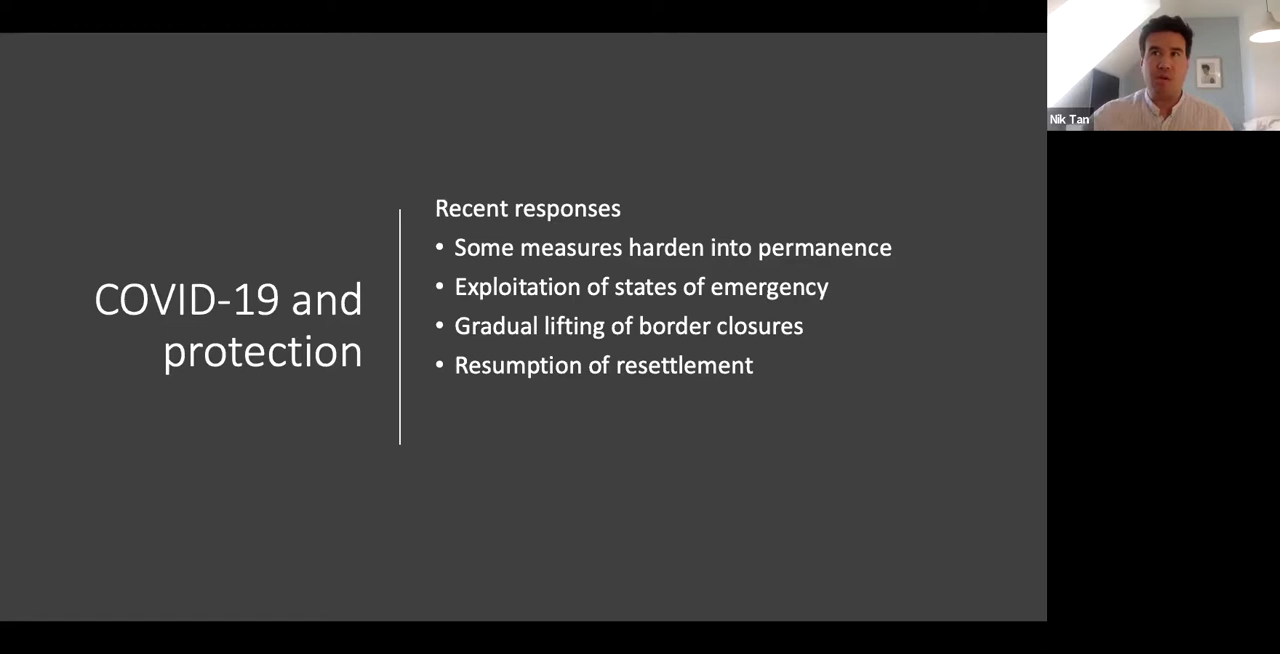 COVID-19 and
protection
Recent responses
• Some measures harden into permanence
• Exploitation of states of emergency
• Gradual lifting of border closures
• Resumption of resettlement
Nik Tan